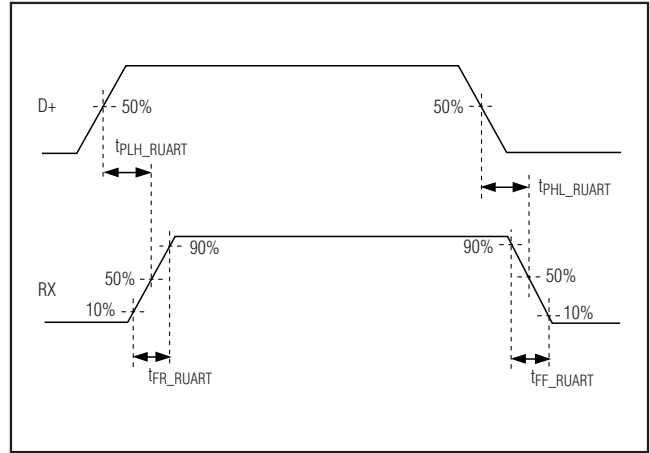 D+
50%
50%
tPLH_RUART
tPHL_RUART
90%
90%
50%
50%
RX
10%
10%
tFR_RUART
tFF_RUART